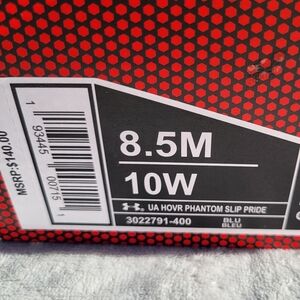 MSRP:$140.00
1 93445 00715 1
8.5M
10W
UA HOVR PHANTOM SLIP PRIDE
3022791-400
BLU
BLEU